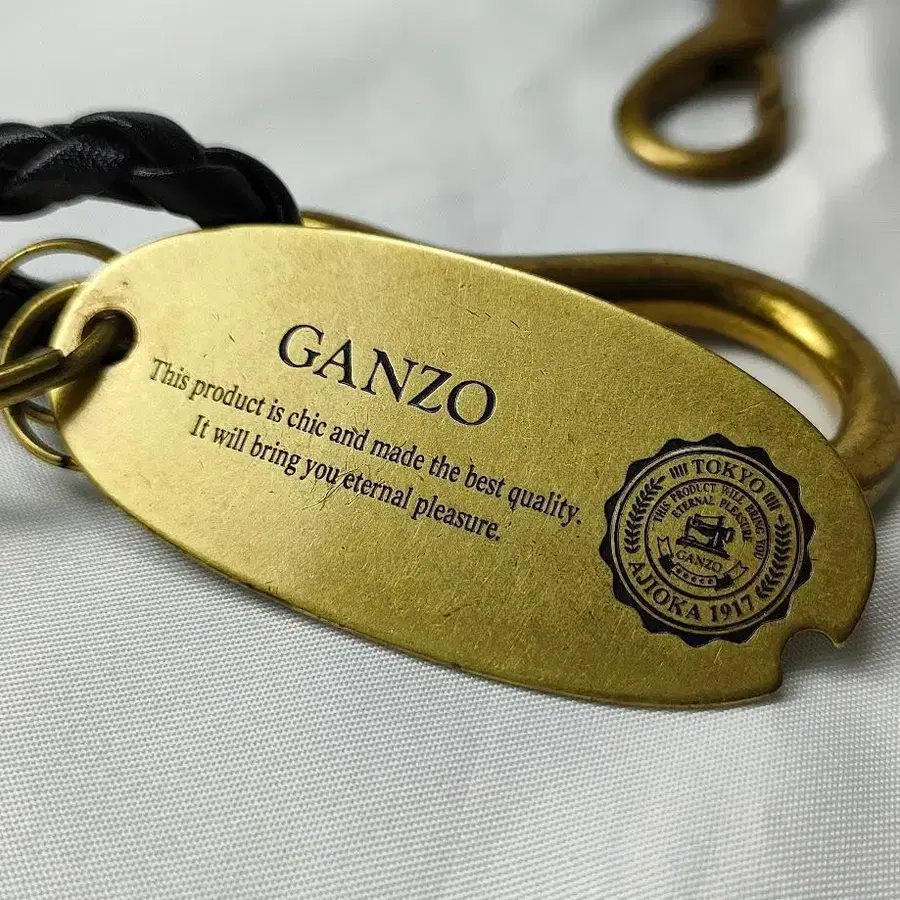 GANZO
This product is chic and made the best quality.
It will bring you eternal pleasure.
TOKYO
THIS PRODUCT WILL BRING YOU
ETERNAL PLEASURE
GANZO
AJIOKA 1917